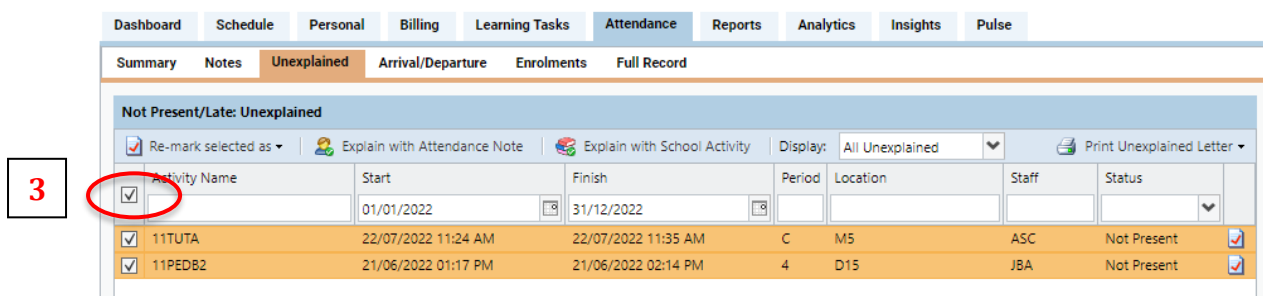 Dashboard Schedule Personal Billing Learning Tasks Attendance Reports Analytics Insights Pulse
Summary Notes Unexplained Arrival/Departure Enrolments Full Record
Not Present/Late: Unexplained
Re-mark selected as Explain with Attendance Note Explain with School Activity Display: All Unexplained Print Unexplained Letter
3
Activity Name Start Finish Period Location Staff Status
01/01/2022 31/12/2022
11TUTA 22/07/2022 11:24 AM 22/07/2022 11:35 AM C M5 ASC Not Present
11PEDB2 21/06/2022 01:17 PM 21/06/2022 02:14 PM 4 D15 JBA Not Present